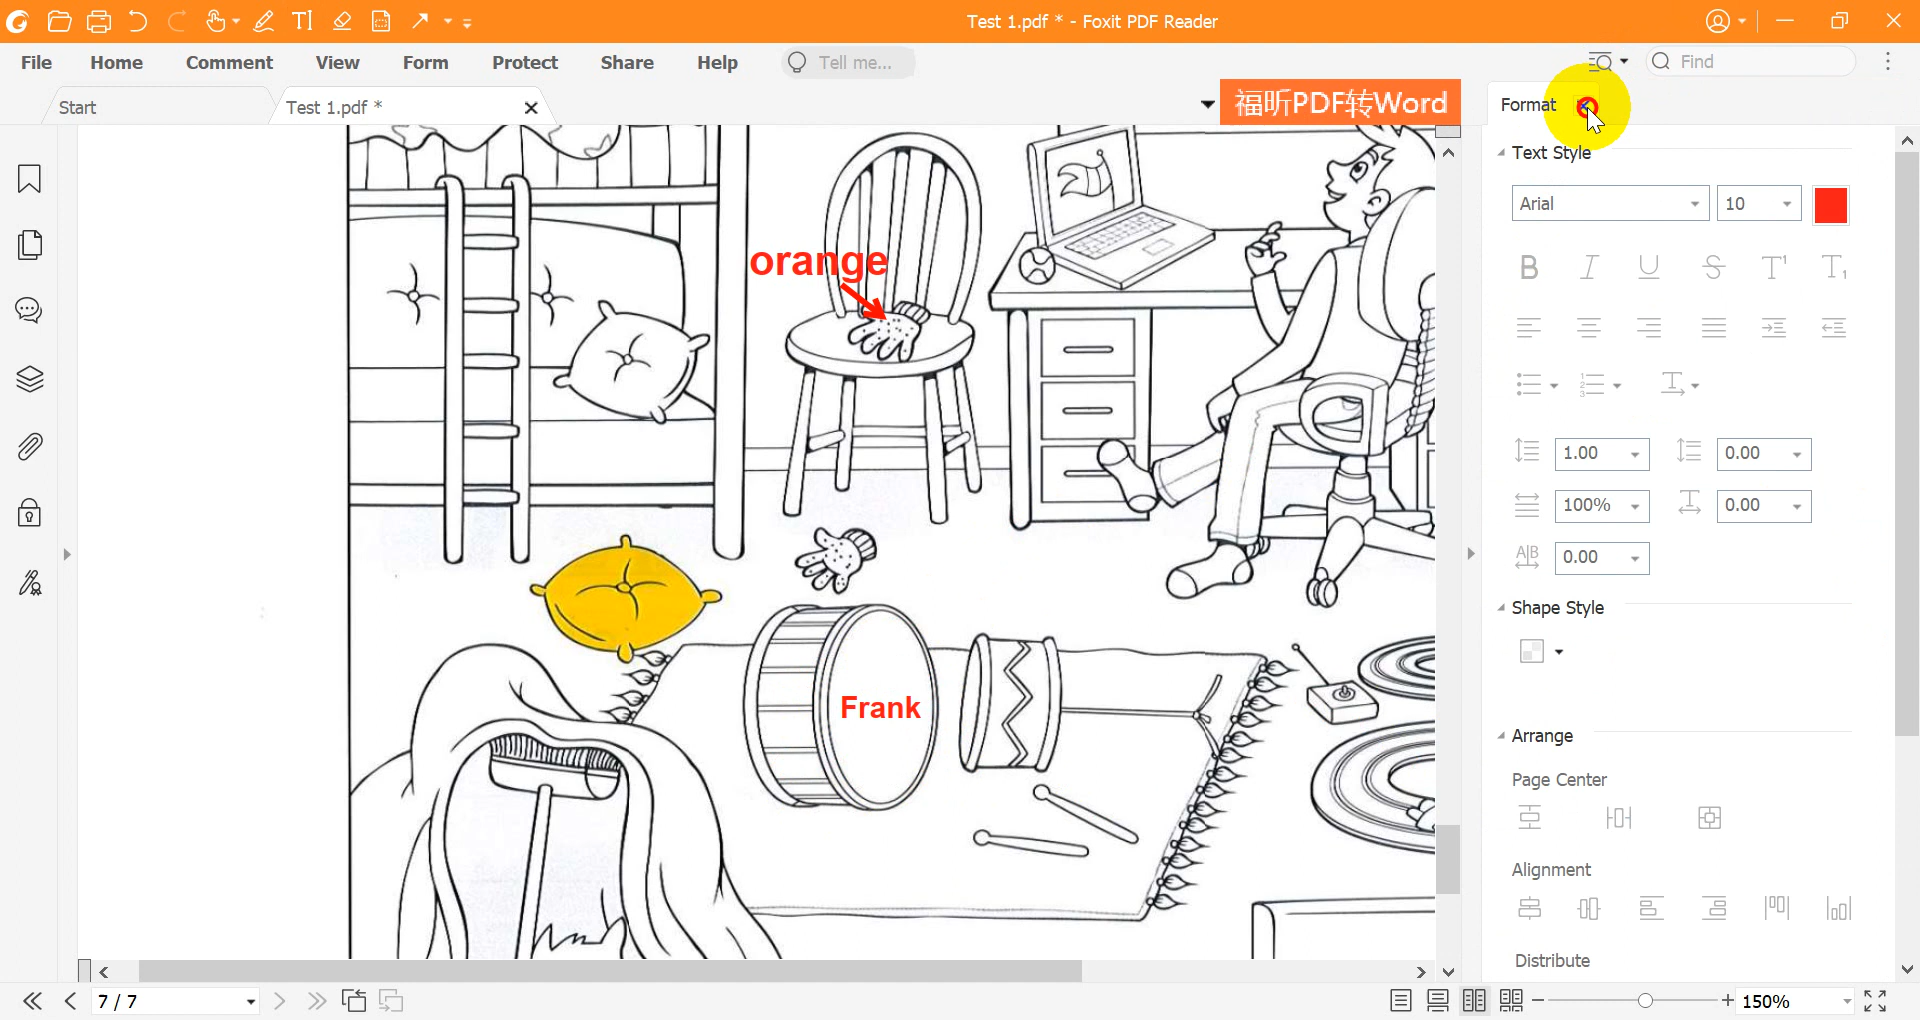 Test 1.pdf * - Foxit PDF Reader
File Home Comment View Form Protect Share Help Tell me... Find
Start Test 1.pdf * 福昕PDF转Word Format
Text Style
Arial 10
orange
1.00 0.00
100% 0.00
A|B 0.00
Shape Style
Frank
Arrange
Page Center
Alignment
Distribute
7 / 7 150%